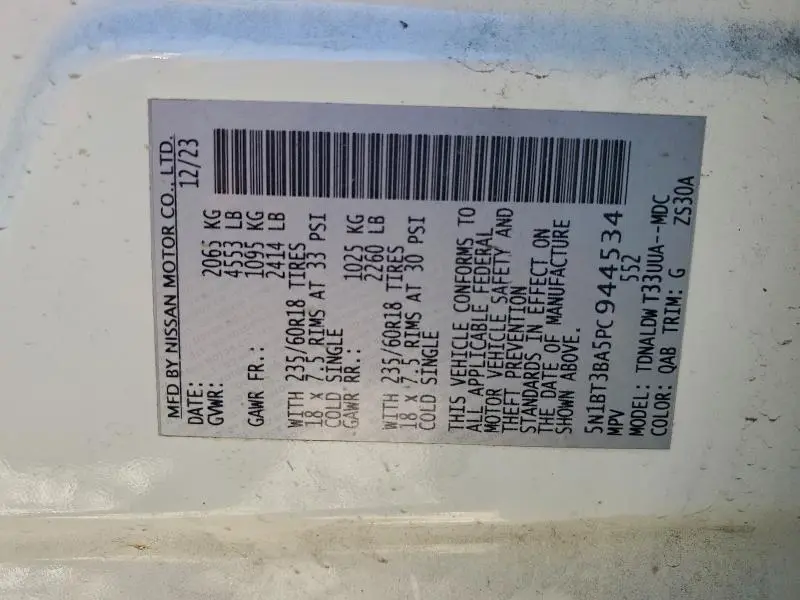 MFD BY NISSAN MOTOR CO., LTD.
DATE: 12/23
GVWR: 2065 KG
4553 LB
GAWR FR.: 1095 KG
2414 LB
WITH 235/60R18 TIRES
18 X 7.5 RIMS AT 33 PSI
COLD SINGLE
GAWR RR.: 1025 KG
2260 LB
WITH 235/60R18 TIRES
18 X 7.5 RIMS AT 30 PSI
COLD SINGLE
THIS VEHICLE CONFORMS TO
ALL APPLICABLE FEDERAL
MOTOR VEHICLE SAFETY AND
THEFT PREVENTION
STANDARDS IN EFFECT ON
THE DATE OF MANUFACTURE
SHOWN ABOVE.
5N1BT3BA5PC944534
MPV 552
MODEL: TDNALDWT33UUA--MDC
COLOR: QAB TRIM: G ZS30A